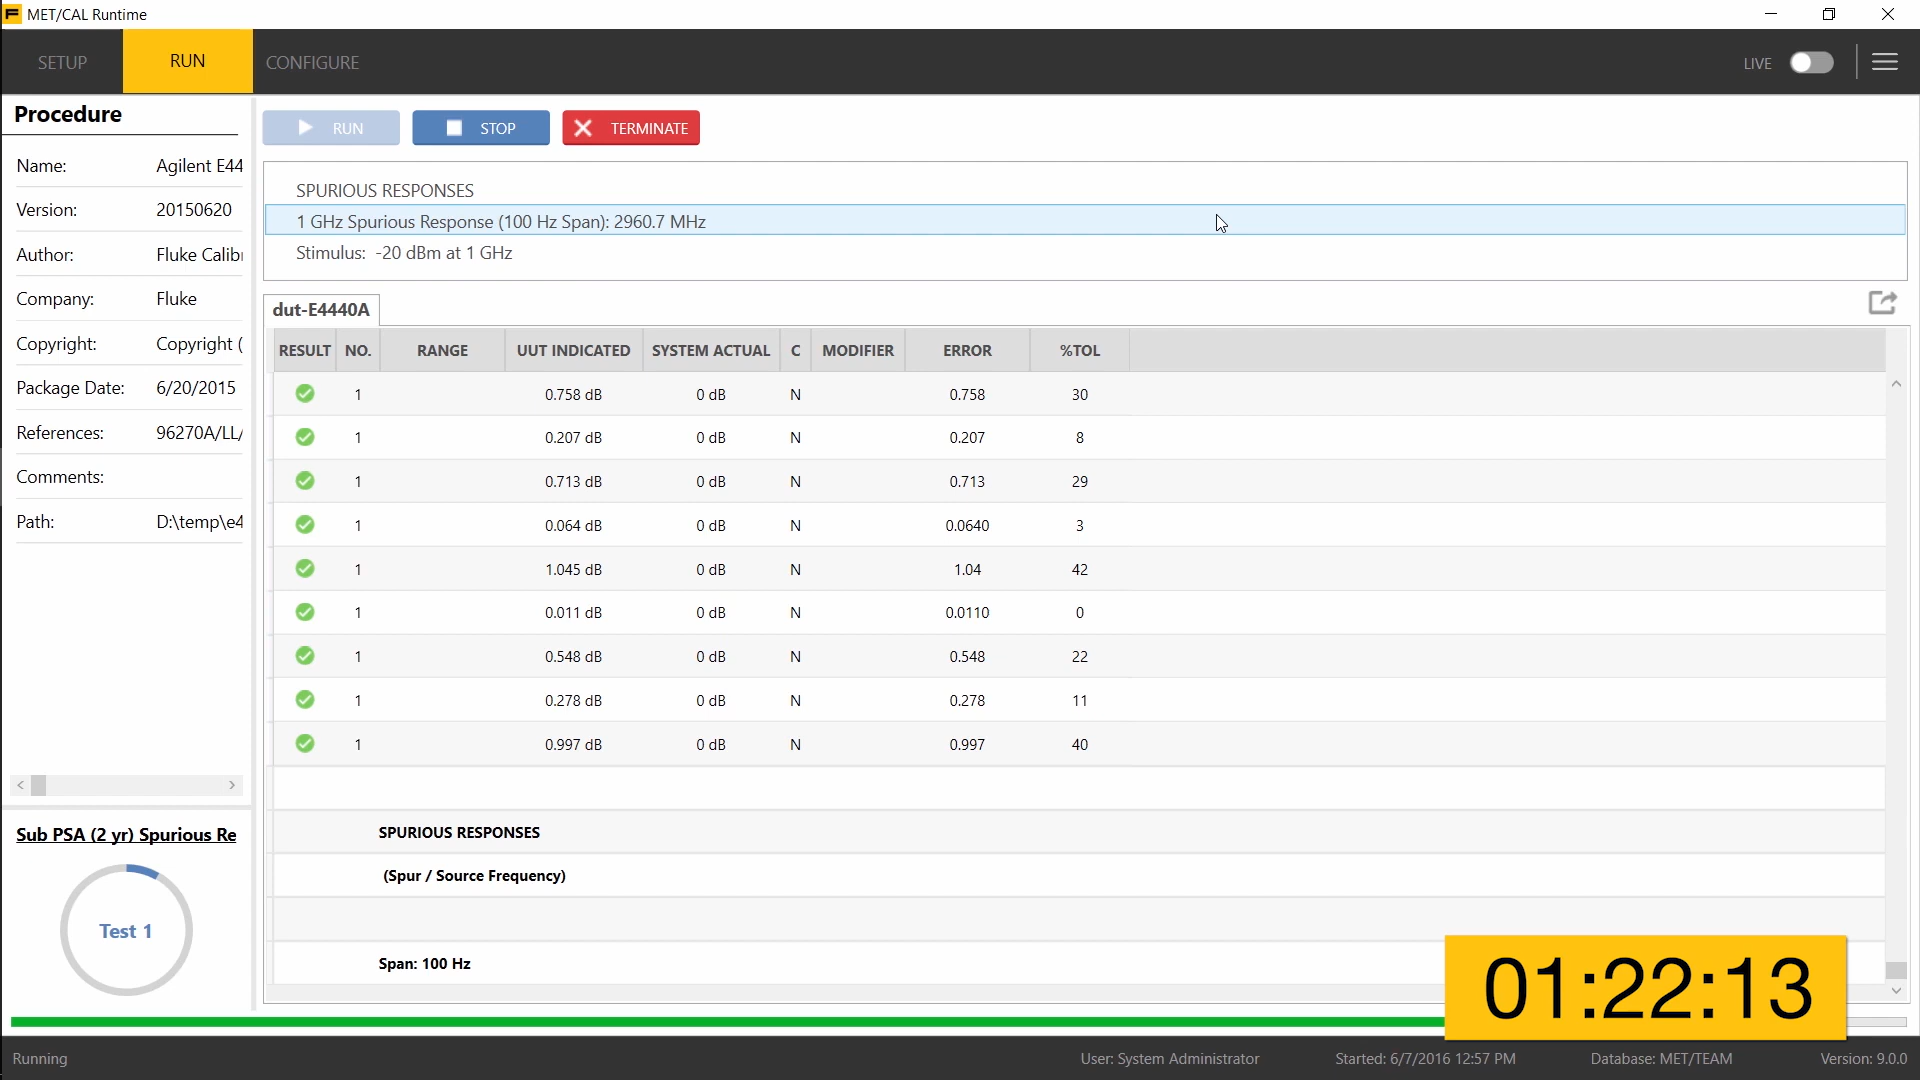 MET/CAL Runtime
SETUP RUN CONFIGURE LIVE
Procedure
Name: Agilent E44
Version: 20150620
Author: Fluke Calib
Company: Fluke
Copyright: Copyright (
Package Date: 6/20/2015
References: 96270A/LL/
Comments:
Path: D:\temp\e4
Sub PSA (2 yr) Spurious Re
Test 1
RUN STOP TERMINATE
SPURIOUS RESPONSES
1 GHz Spurious Response (100 Hz Span): 2960.7 MHz
Stimulus: -20 dBm at 1 GHz
dut-E4440A
RESULT NO. RANGE UUT INDICATED SYSTEM ACTUAL C MODIFIER ERROR %TOL
1 0.758 dB 0 dB N 0.758 30
1 0.207 dB 0 dB N 0.207 8
1 0.713 dB 0 dB N 0.713 29
1 0.064 dB 0 dB N 0.0640 3
1 1.045 dB 0 dB N 1.04 42
1 0.011 dB 0 dB N 0.0110 0
1 0.548 dB 0 dB N 0.548 22
1 0.278 dB 0 dB N 0.278 11
1 0.997 dB 0 dB N 0.997 40
SPURIOUS RESPONSES
(Spur / Source Frequency)
Span: 100 Hz
01:22:13
Running User: System Administrator Started: 6/7/2016 12:57 PM Database: MET/TEAM Version: 9.0.0